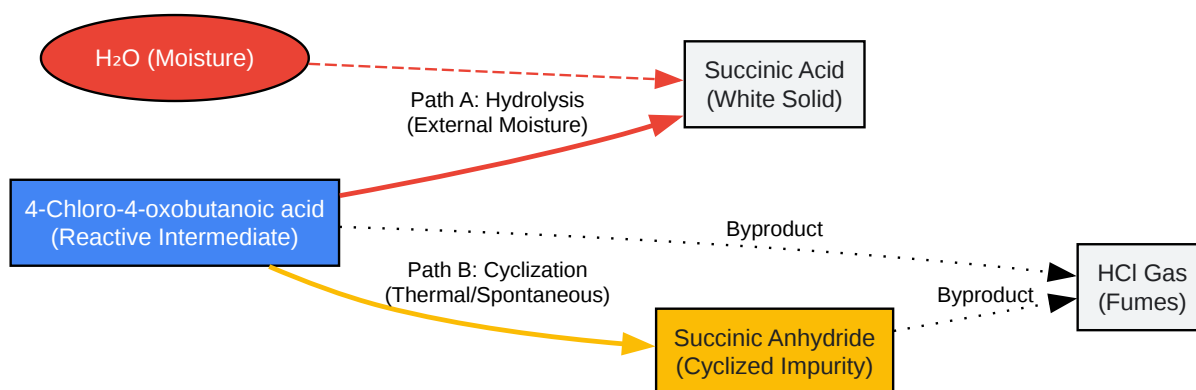 H₂O (Moisture)
Succinic Acid
(White Solid)
Path A: Hydrolysis
(External Moisture)
4-Chloro-4-oxobutanoic acid
(Reactive Intermediate)
Byproduct
HCl Gas
(Fumes)
Path B: Cyclization
(Thermal/Spontaneous)
Byproduct
Succinic Anhydride
(Cyclized Impurity)